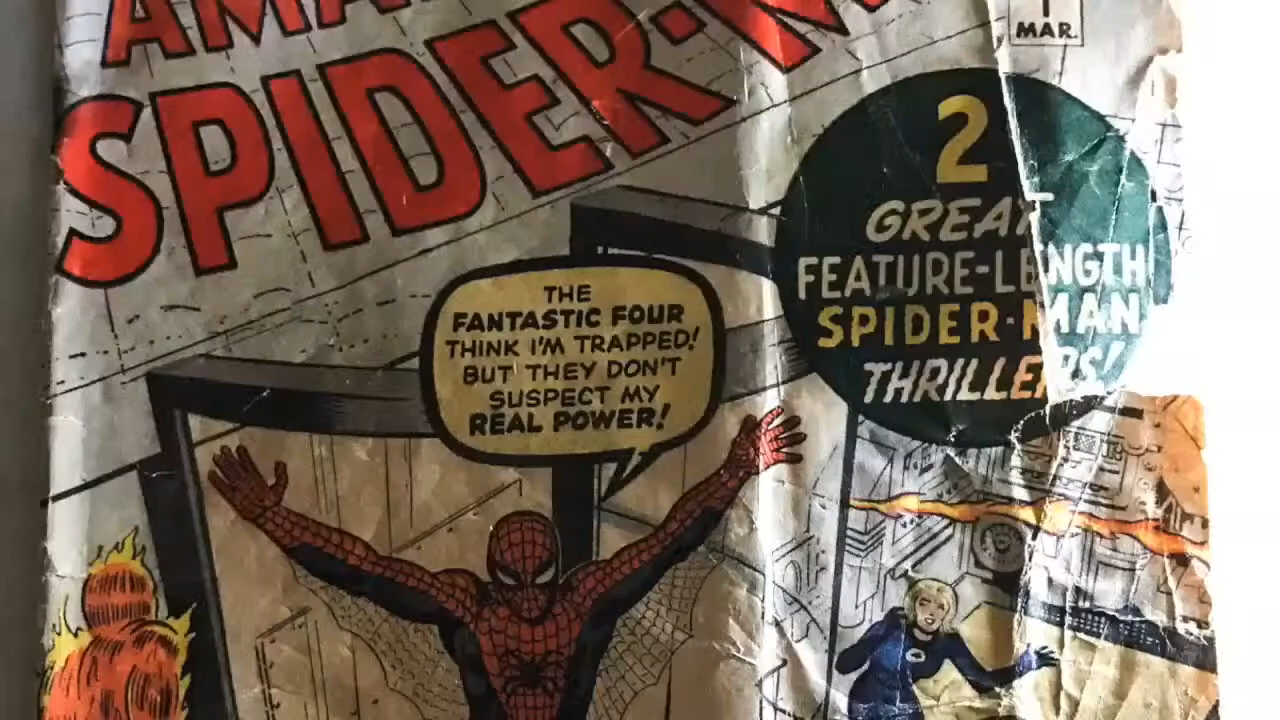 AMA
SPIDER-M
1
MAR.
2
GREAT
FEATURE-LENGTH
SPIDER-MAN
THRILLERS!
THE
FANTASTIC FOUR
THINK I'M TRAPPED!
BUT THEY DON'T
SUSPECT MY
REAL POWER!